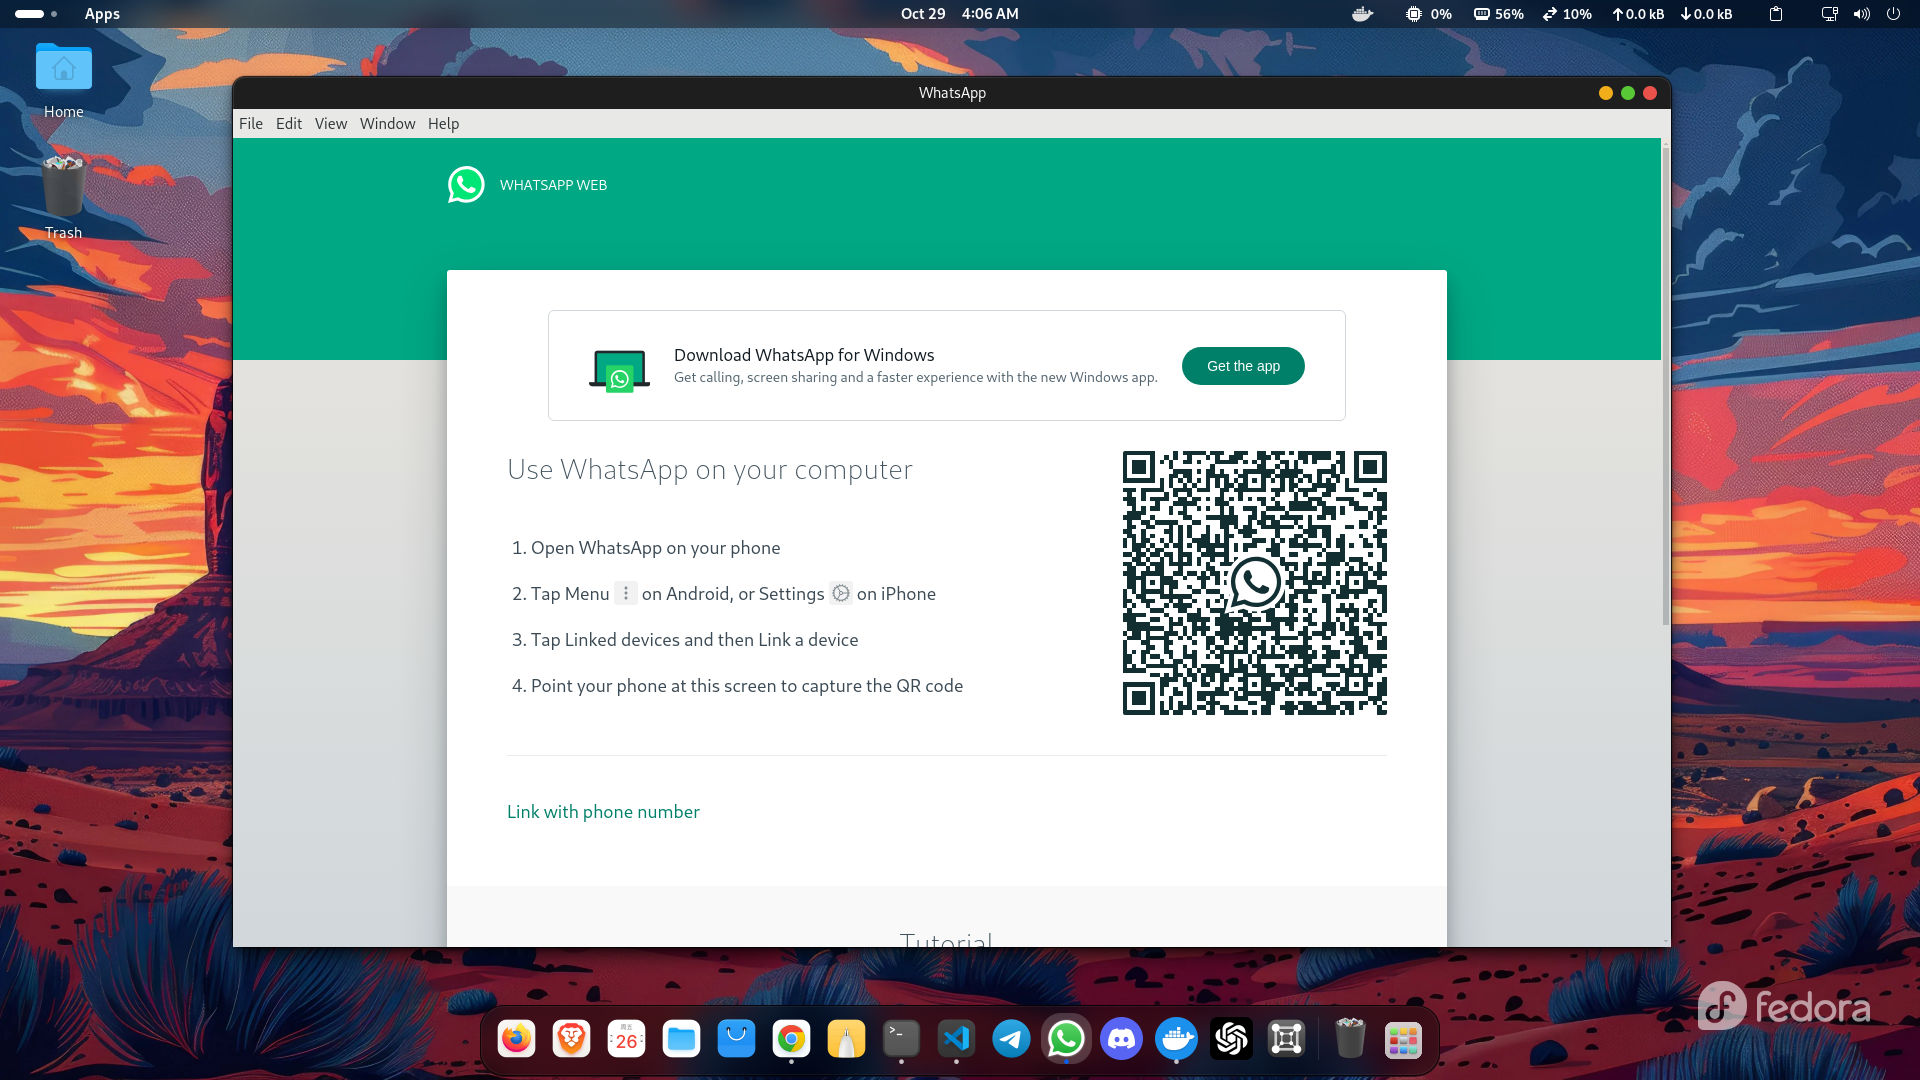 Apps
Oct 29 4:06 AM
0% 56% 10% 0.0 kB 0.0 kB
Home
Trash
WhatsApp
File Edit View Window Help
WHATSAPP WEB
Download WhatsApp for Windows
Get calling, screen sharing and a faster experience with the new Windows app.
Get the app
Use WhatsApp on your computer
1. Open WhatsApp on your phone
2. Tap Menu on Android, or Settings on iPhone
3. Tap Linked devices and then Link a device
4. Point your phone at this screen to capture the QR code
Link with phone number
Tutorial
fedora
周五
26
>_